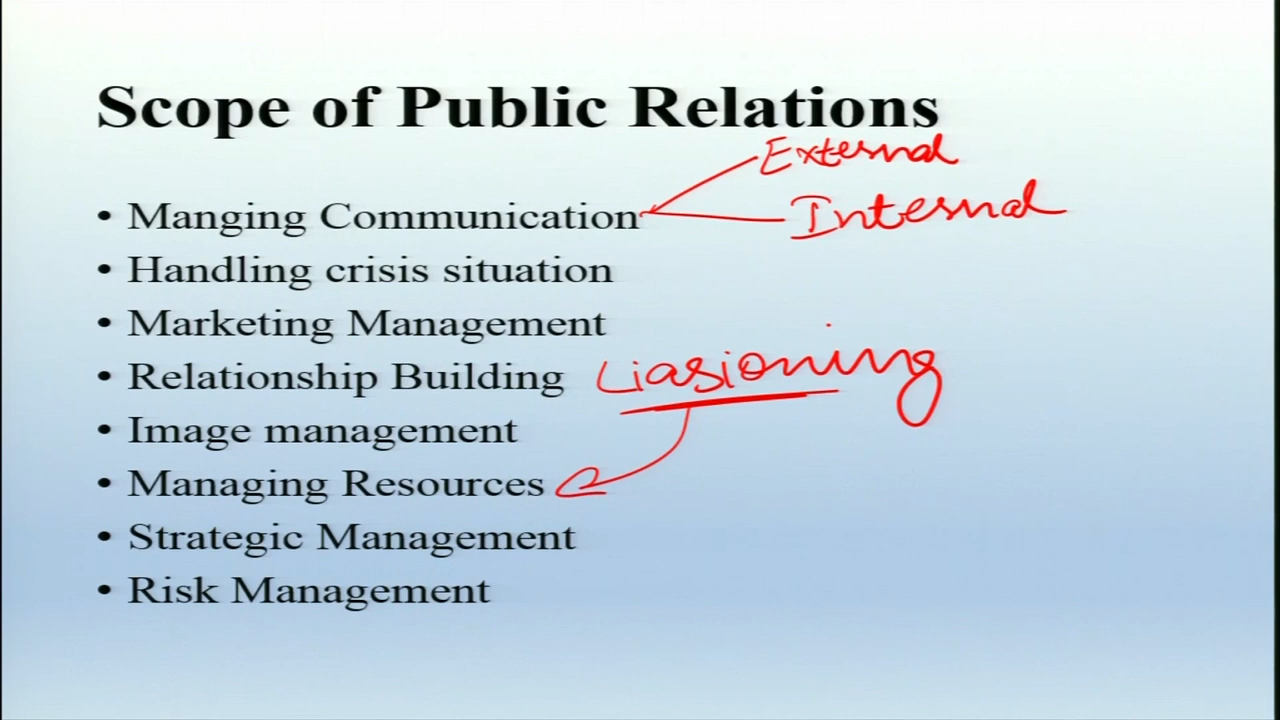 Scope of Public Relations
External
• Manging Communication
Internal
• Handling crisis situation
• Marketing Management
• Relationship Building Liasioning
• Image management
• Managing Resources
• Strategic Management
• Risk Management